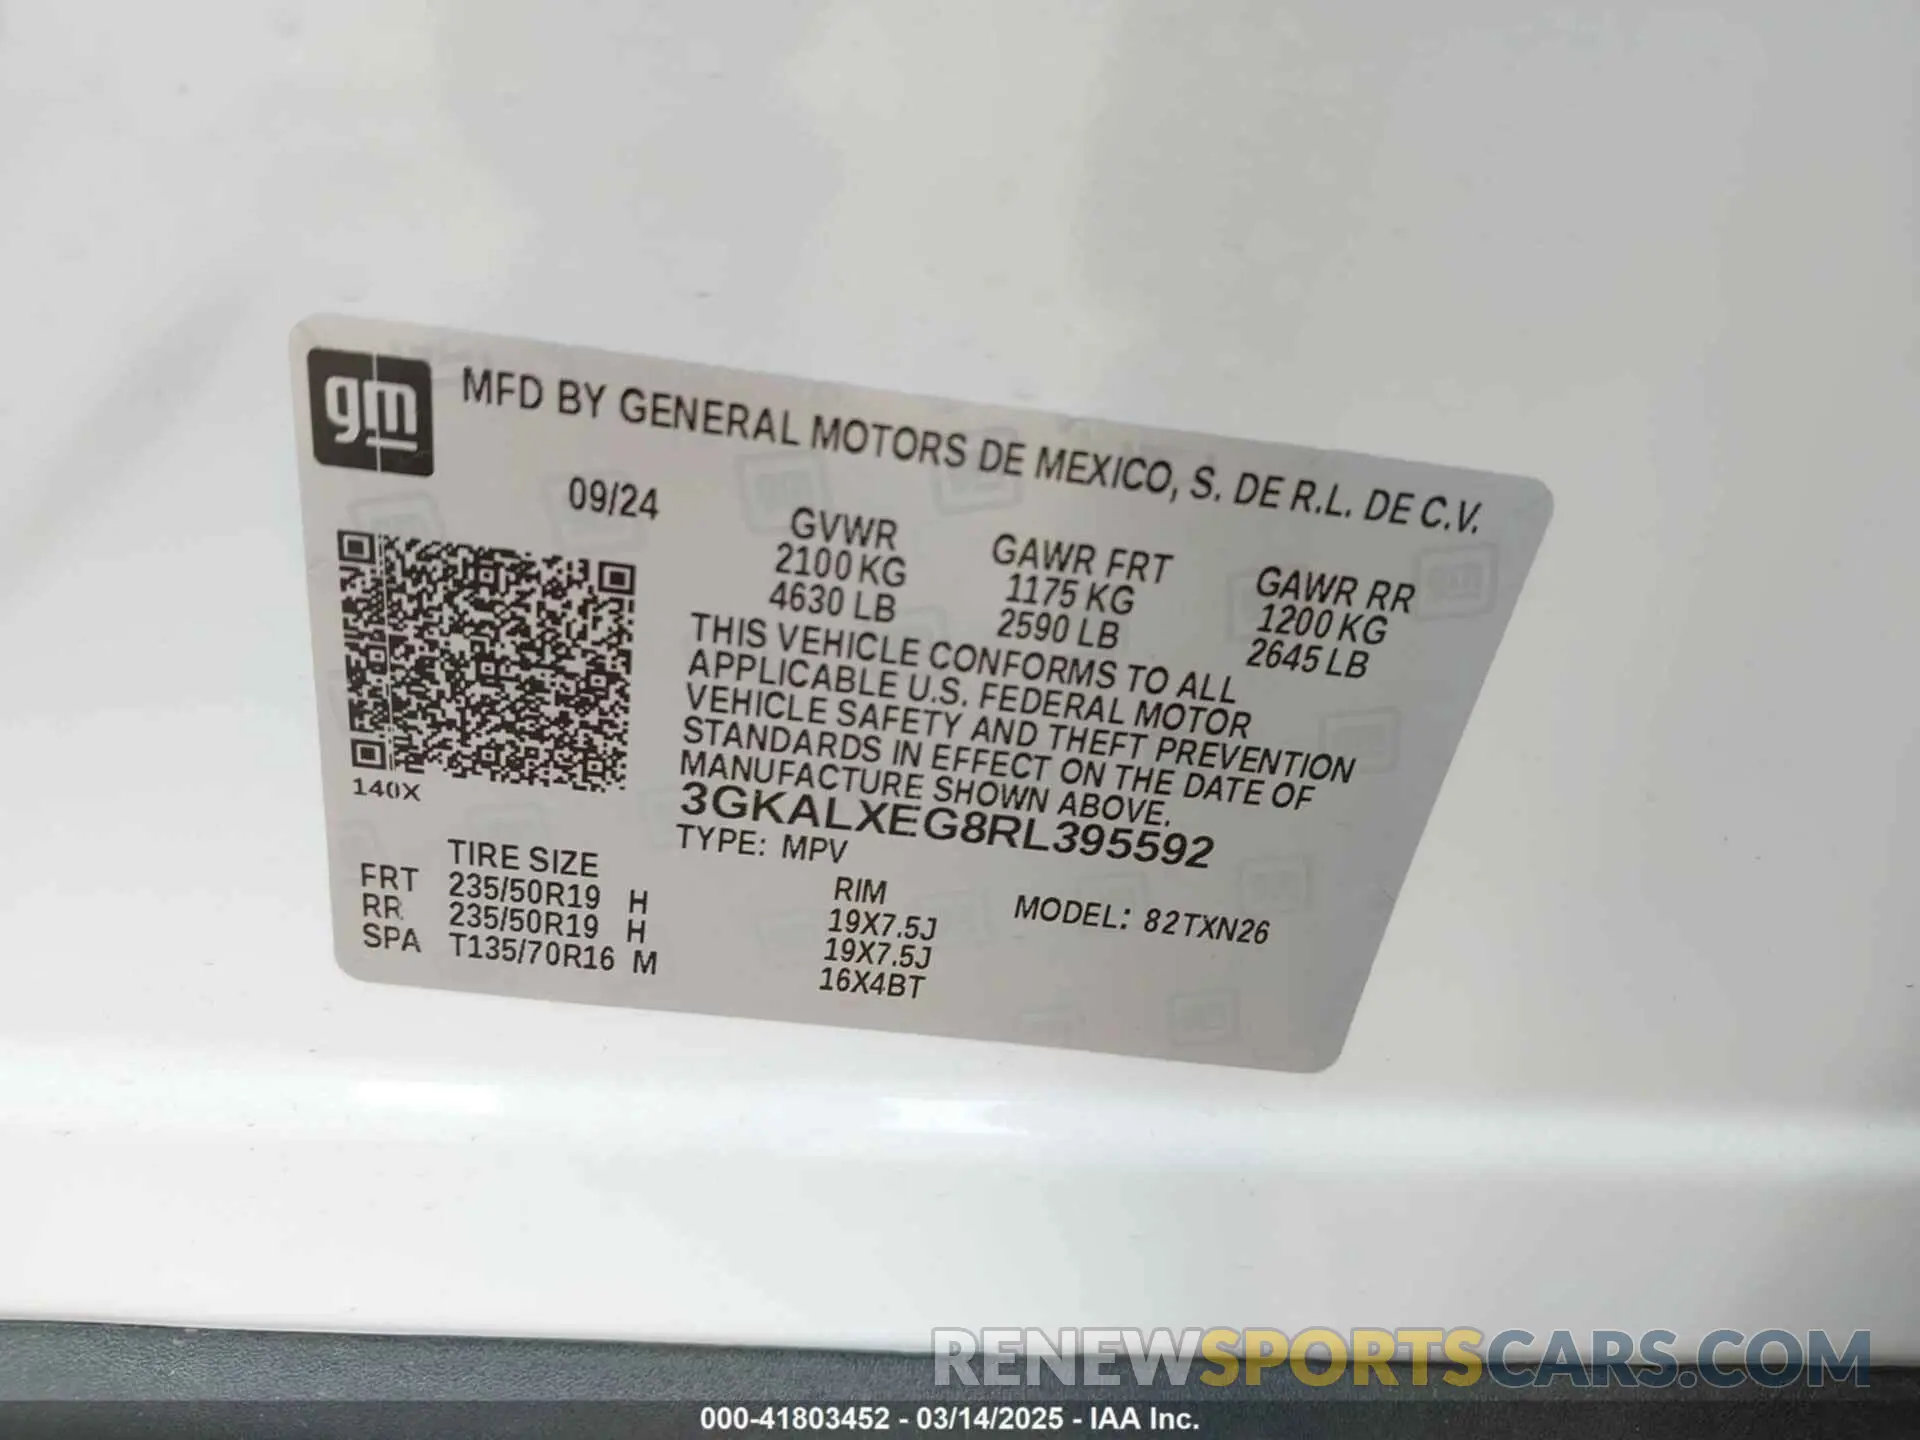 gm
MFD BY GENERAL MOTORS DE MEXICO, S. DE R.L. DE C.V.
09/24
GVWR GAWR FRT GAWR RR
2100 KG 1175 KG 1200 KG
4630 LB 2590 LB 2645 LB
THIS VEHICLE CONFORMS TO ALL
APPLICABLE U.S. FEDERAL MOTOR
VEHICLE SAFETY AND THEFT PREVENTION
STANDARDS IN EFFECT ON THE DATE OF
MANUFACTURE SHOWN ABOVE.
140X
3GKALXEG8RL395592
TYPE: MPV
MODEL: 82TXN26
TIRE SIZE RIM
FRT 235/50R19 H 19X7.5J
RR 235/50R19 H 19X7.5J
SPA T135/70R16 M 16X4BT
RENEWSPORTSCARS.COM
000-41803452 - 03/14/2025 - IAA Inc.